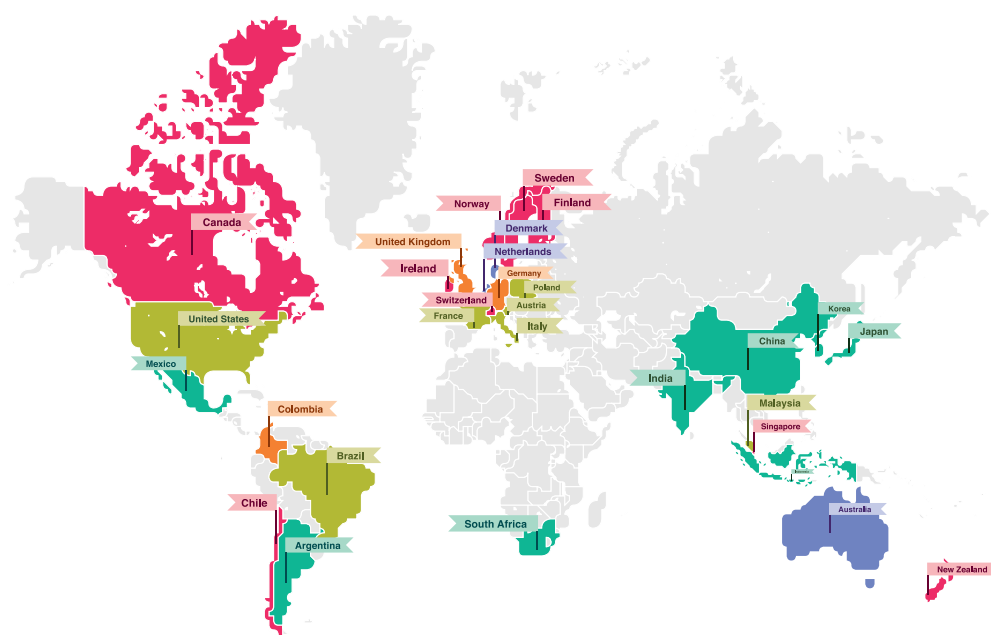 Sweden
Norway
Finland
Canada
Denmark
United Kingdom
Netherlands
Ireland
Germany
Poland
Switzerland
Austria
Korea
France
United States
Italy
Japan
China
Mexico
India
Malaysia
Colombia
Singapore
Brazil
Chile
Australia
South Africa
Argentina
New Zealand